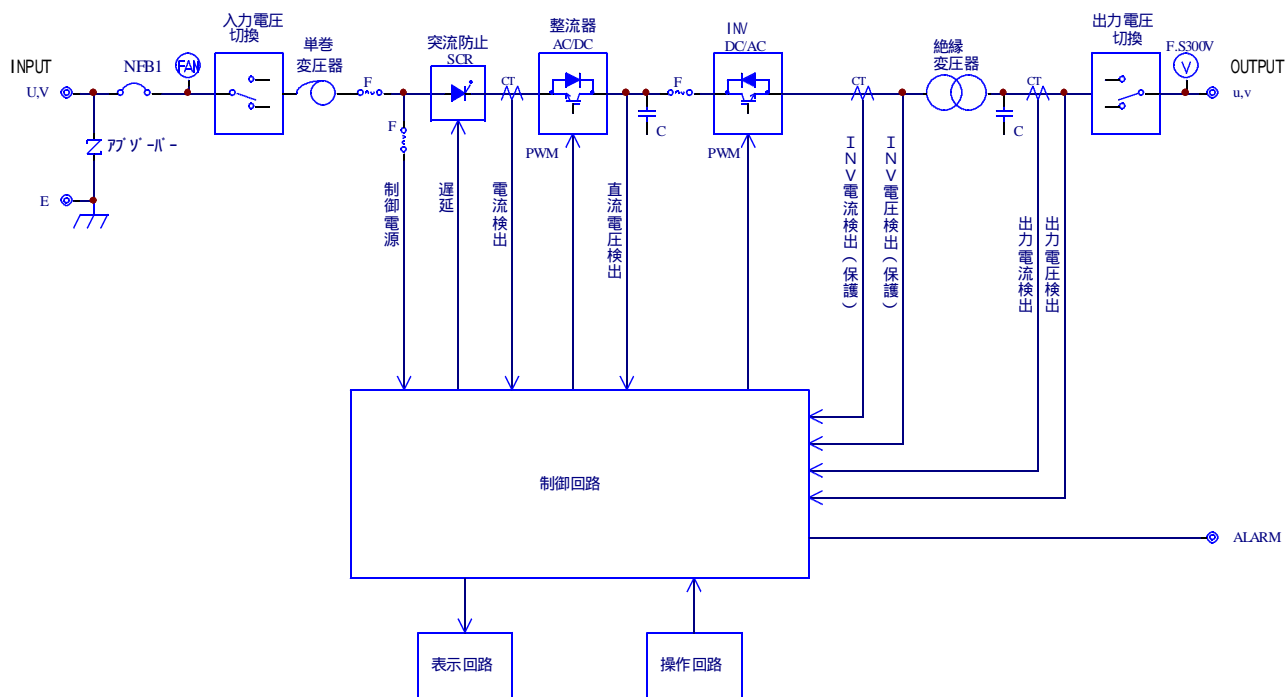 入力電圧
切換
単巻
変圧器
突流防止
SCR
整流器
AC/DC
INV
DC/AC
絶縁
変圧器
出力電圧
切換
F.S300V
INPUT
U,V
NFB1
FAN
F
F
CT
C
F
CT
C
CT
V
OUTPUT
u,v
アブソーバー
E
PWM
PWM
制御電源
遅延
電流検出
直流電圧検出
INV電流検出(保護)
INV電圧検出(保護)
出力電流検出
出力電圧検出
制御回路
ALARM
表示回路
操作回路